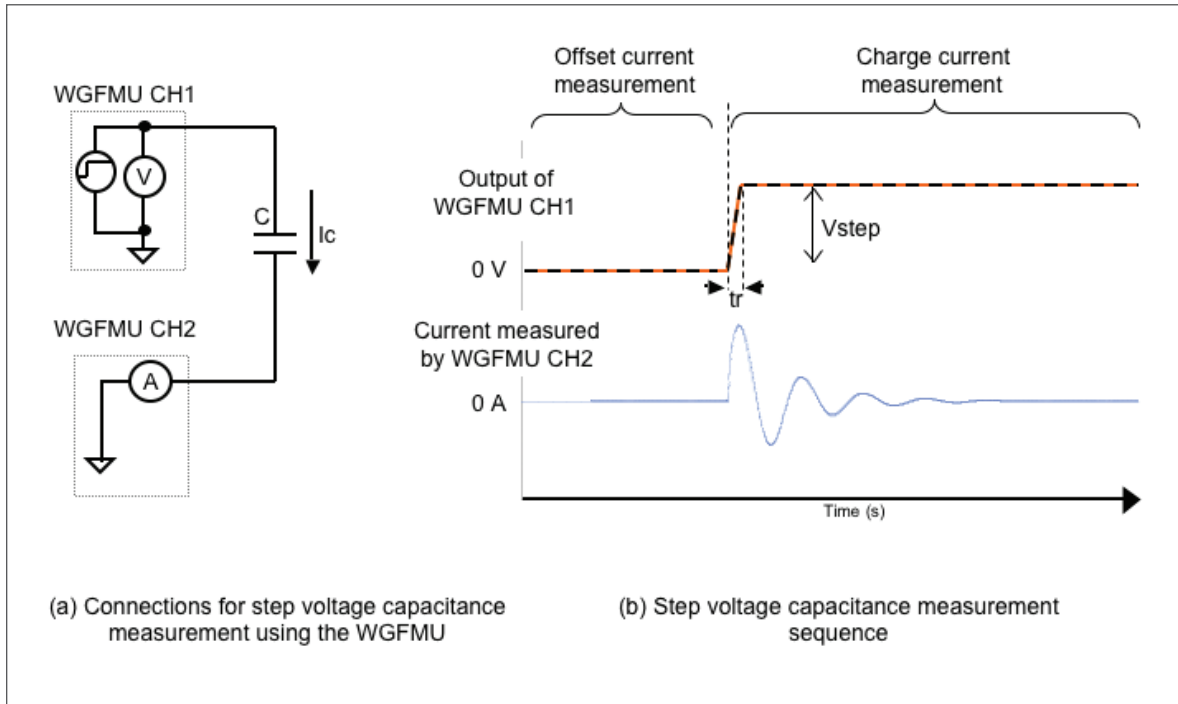 WGFMU CH1
V
C
Ic
WGFMU CH2
A
(a) Connections for step voltage capacitance
measurement using the WGFMU
Offset current
measurement
Charge current
measurement
Output of
WGFMU CH1
Vstep
0 V
tr
Current measured
by WGFMU CH2
0 A
Time (s)
(b) Step voltage capacitance measurement
sequence